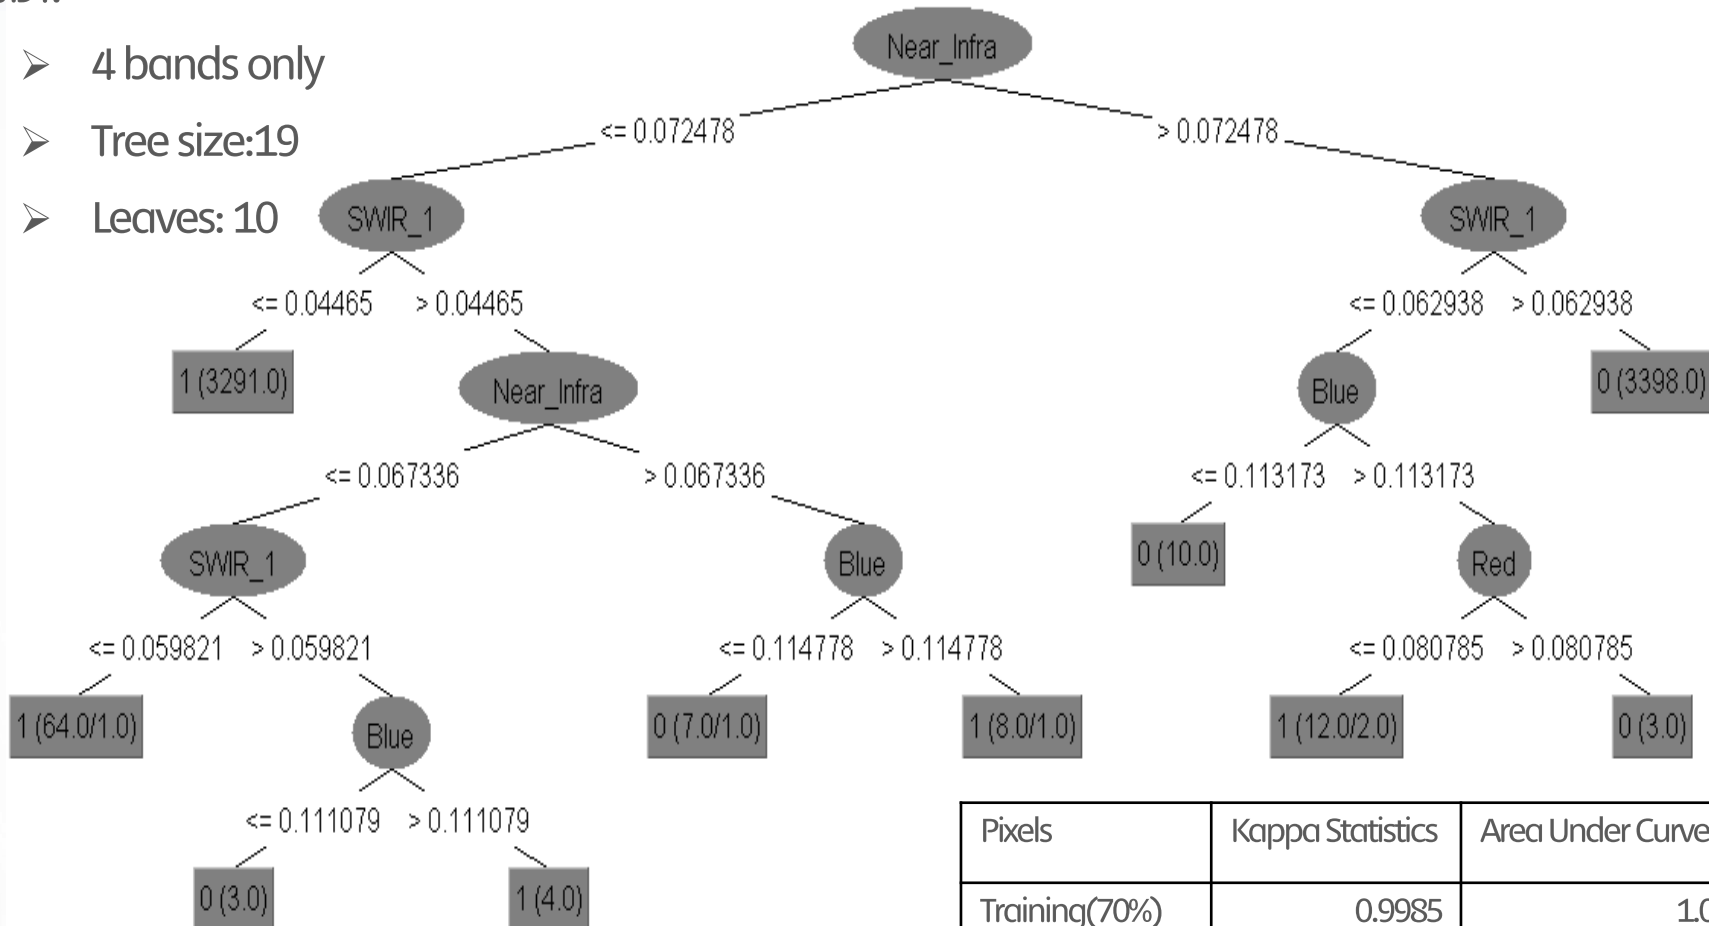 ➢ 4 bands only
➢ Tree size:19
➢ Leaves: 10
Near_Infra
<= 0.072478 > 0.072478
SWIR_1 SWIR_1
<= 0.04465 > 0.04465 <= 0.062938 > 0.062938
1 (3291.0) Near_Infra Blue 0 (3398.0)
<= 0.067336 > 0.067336 <= 0.113173 > 0.113173
SWIR_1 Blue 0 (10.0) Red
<= 0.059821 > 0.059821 <= 0.114778 > 0.114778 <= 0.080785 > 0.080785
1 (64.0/1.0) Blue 0 (7.0/1.0) 1 (8.0/1.0) 1 (12.0/2.0) 0 (3.0)
<= 0.111079 > 0.111079
0 (3.0) 1 (4.0)
Pixels Kappa Statistics Area Under Curve
Training(70%) 0.9985 1.0